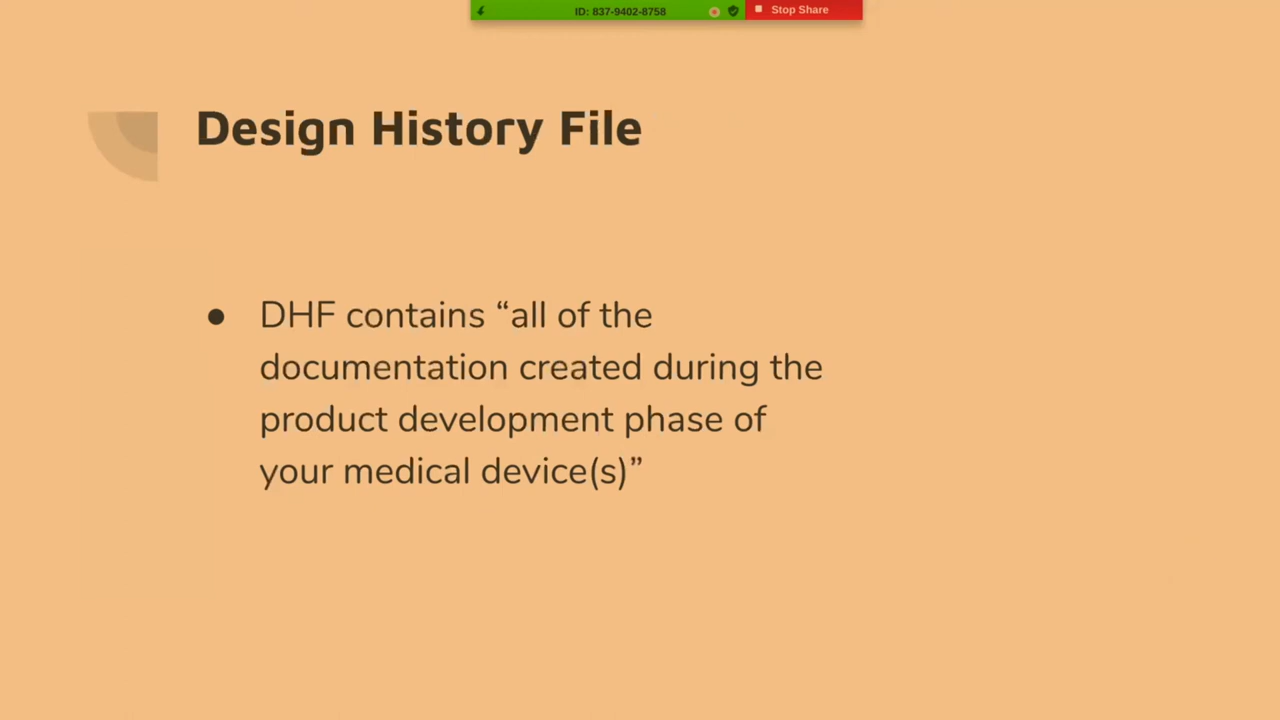 ID: 837-9402-8758 Stop Share
Design History File
● DHF contains “all of the
documentation created during the
product development phase of
your medical device(s)”